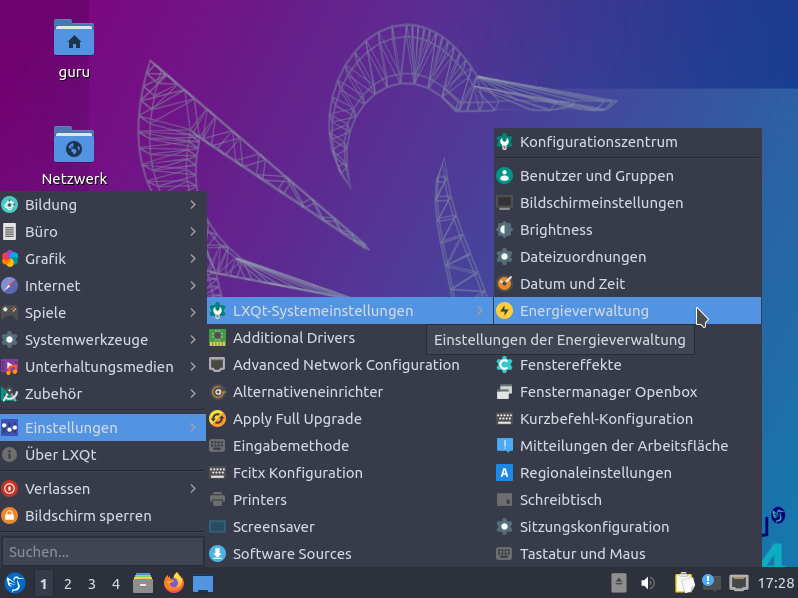 guru
Netzwerk
Bildung
Büro
Grafik
Internet
Spiele
Systemwerkzeuge
Unterhaltungsmedien
Zubehör
Einstellungen
Über LXQt
Verlassen
Bildschirm sperren
Suchen...
LXQt-Systemeinstellungen
Additional Drivers
Advanced Network Configuration
Alternativeneinrichter
Apply Full Upgrade
Eingabemethode
Fcitx Konfiguration
Printers
Screensaver
Software Sources
Konfigurationszentrum
Benutzer und Gruppen
Bildschirmeinstellungen
Brightness
Dateizuordnungen
Datum und Zeit
Energieverwaltung
Einstellungen der Energieverwaltung
Fenstereffekte
Fenstermanager Openbox
Kurzbefehl-Konfiguration
Mitteilungen der Arbeitsfläche
Regionaleinstellungen
Schreibtisch
Sitzungskonfiguration
Tastatur und Maus
1 2 3 4
17:28